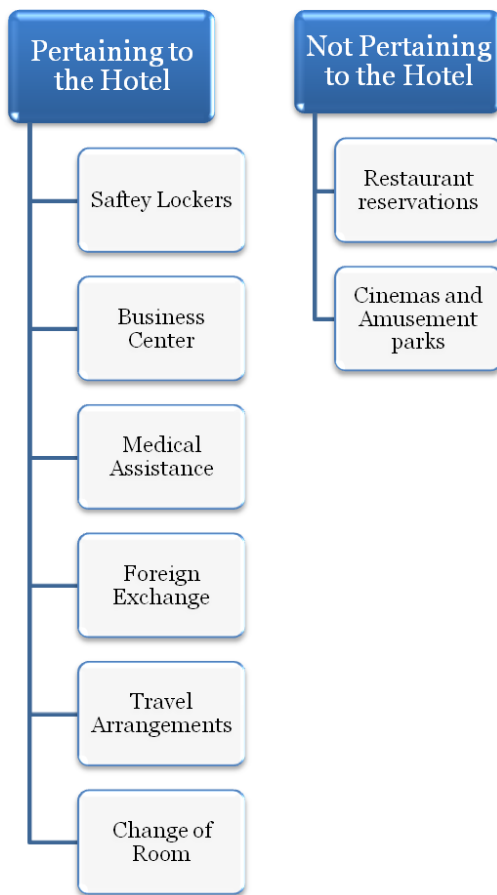 Pertaining to
the Hotel
Saftey Lockers
Business
Center
Medical
Assistance
Foreign
Exchange
Travel
Arrangements
Change of
Room
Not Pertaining
to the Hotel
Restaurant
reservations
Cinemas and
Amusement
parks